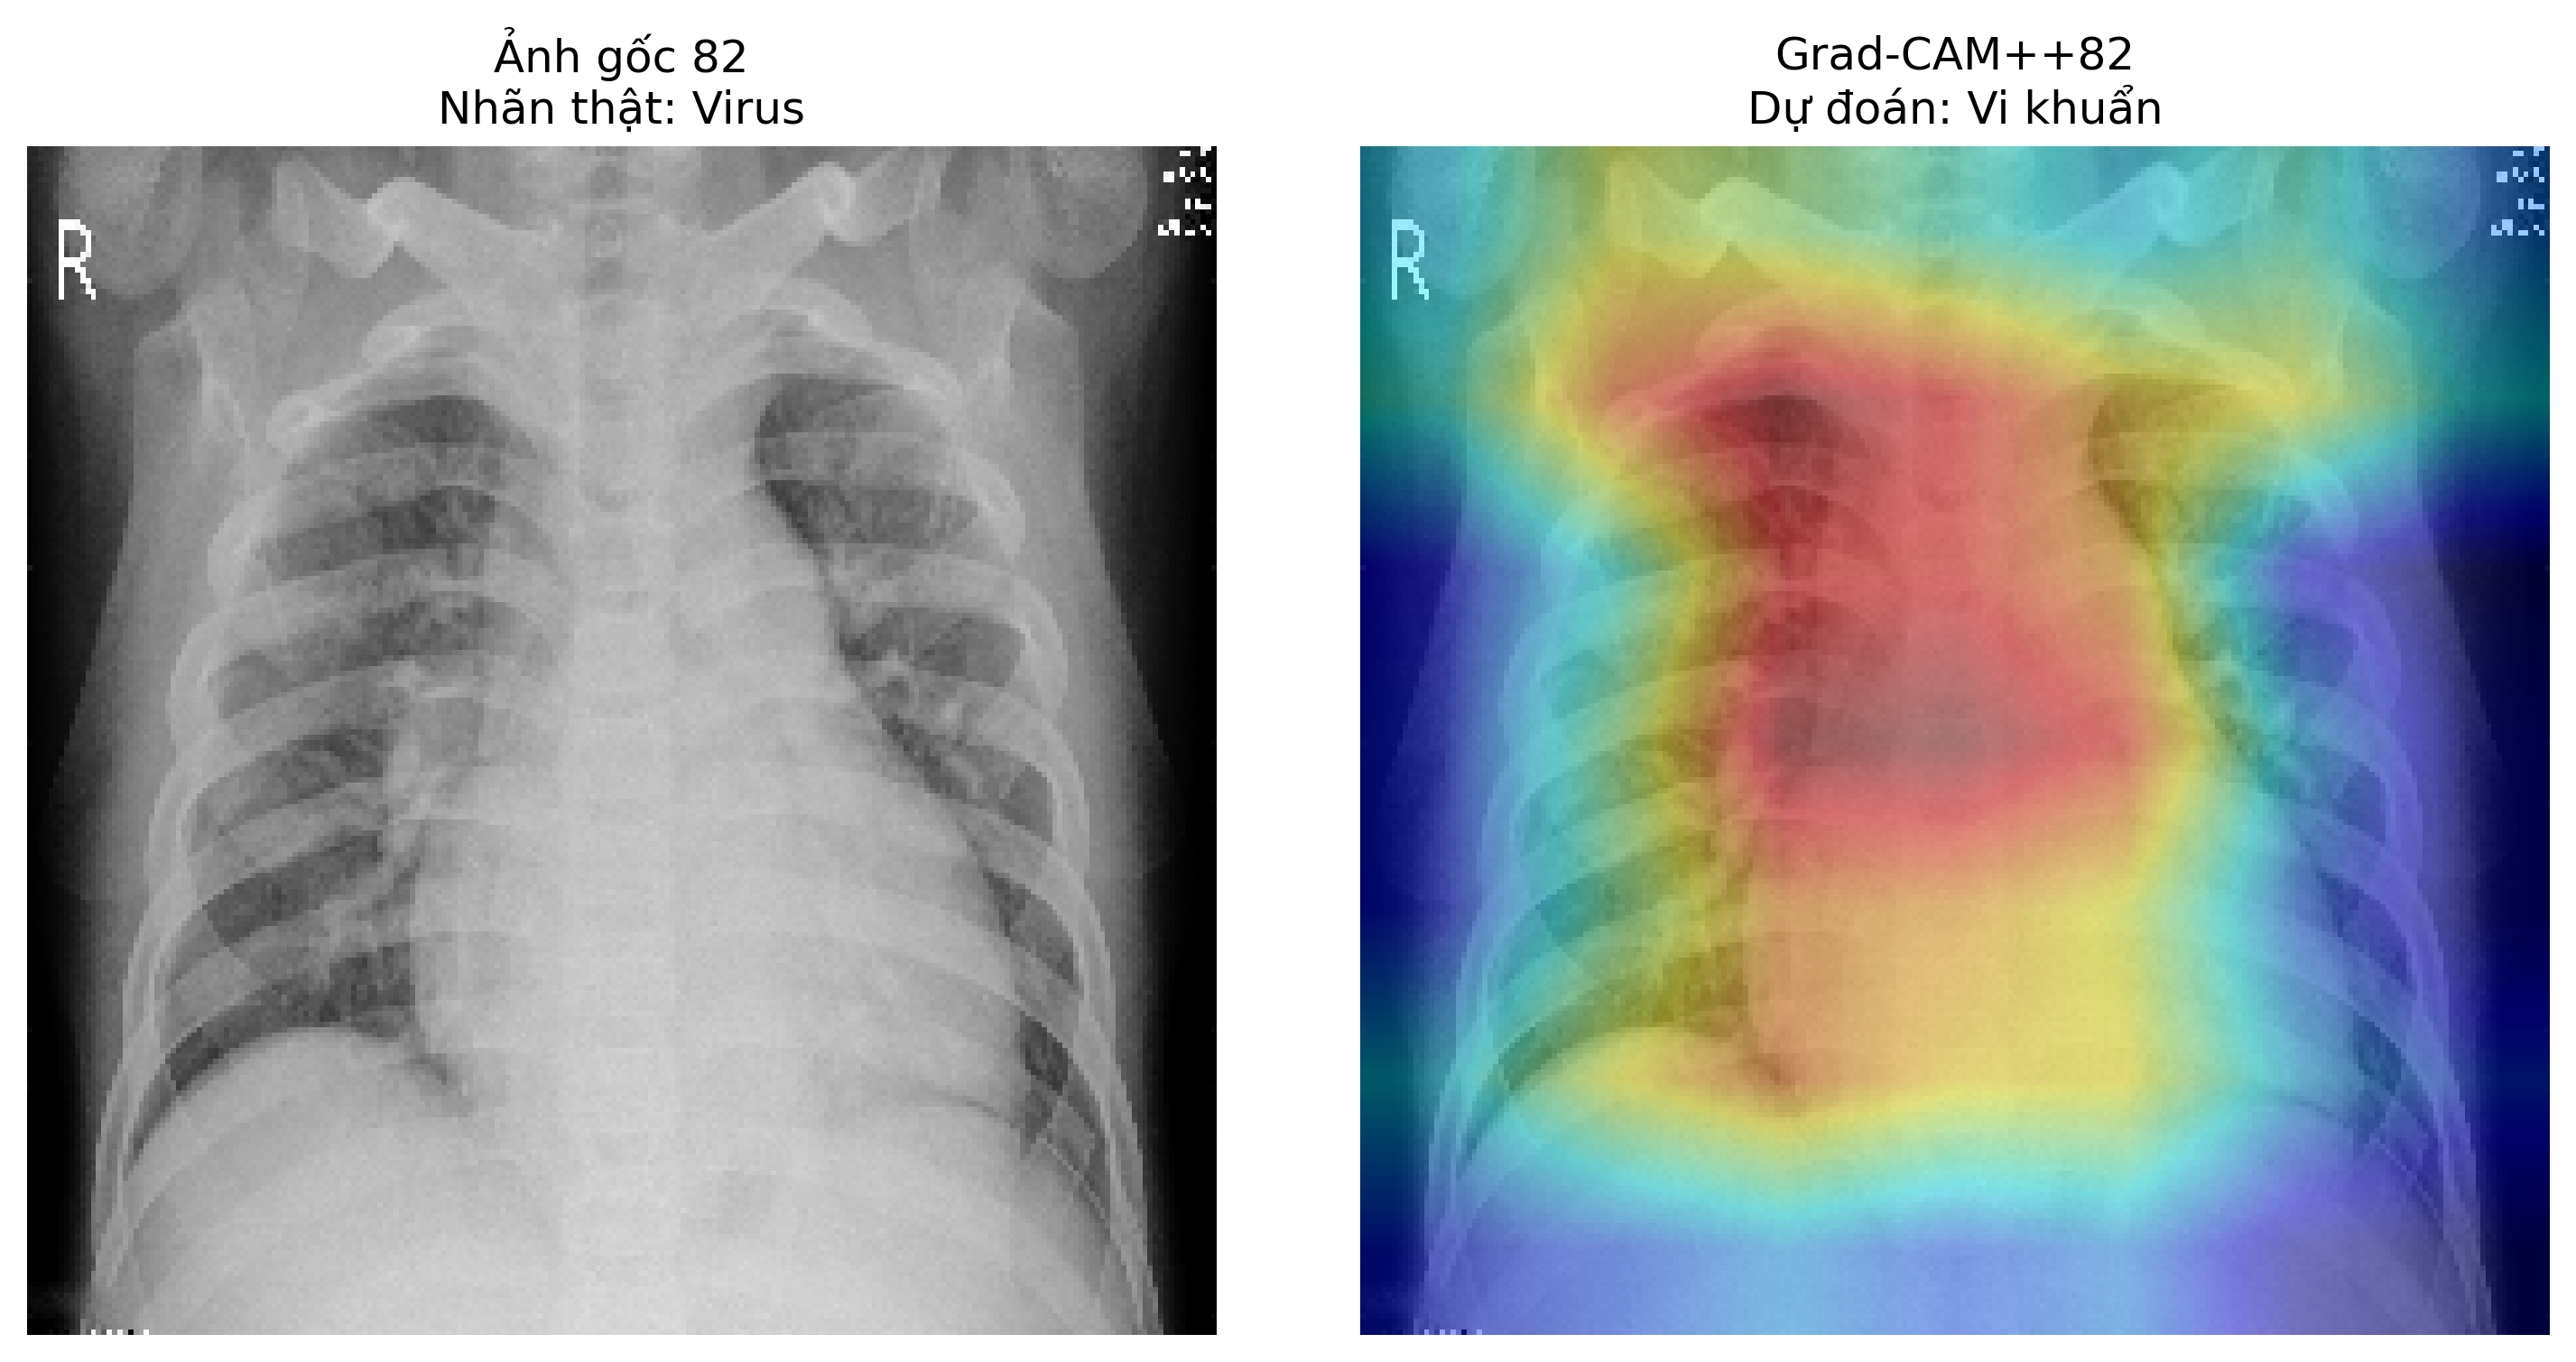 Ảnh gốc 82
Nhãn thật: Virus
Grad-CAM++82
Dự đoán: Vi khuẩn
R
R